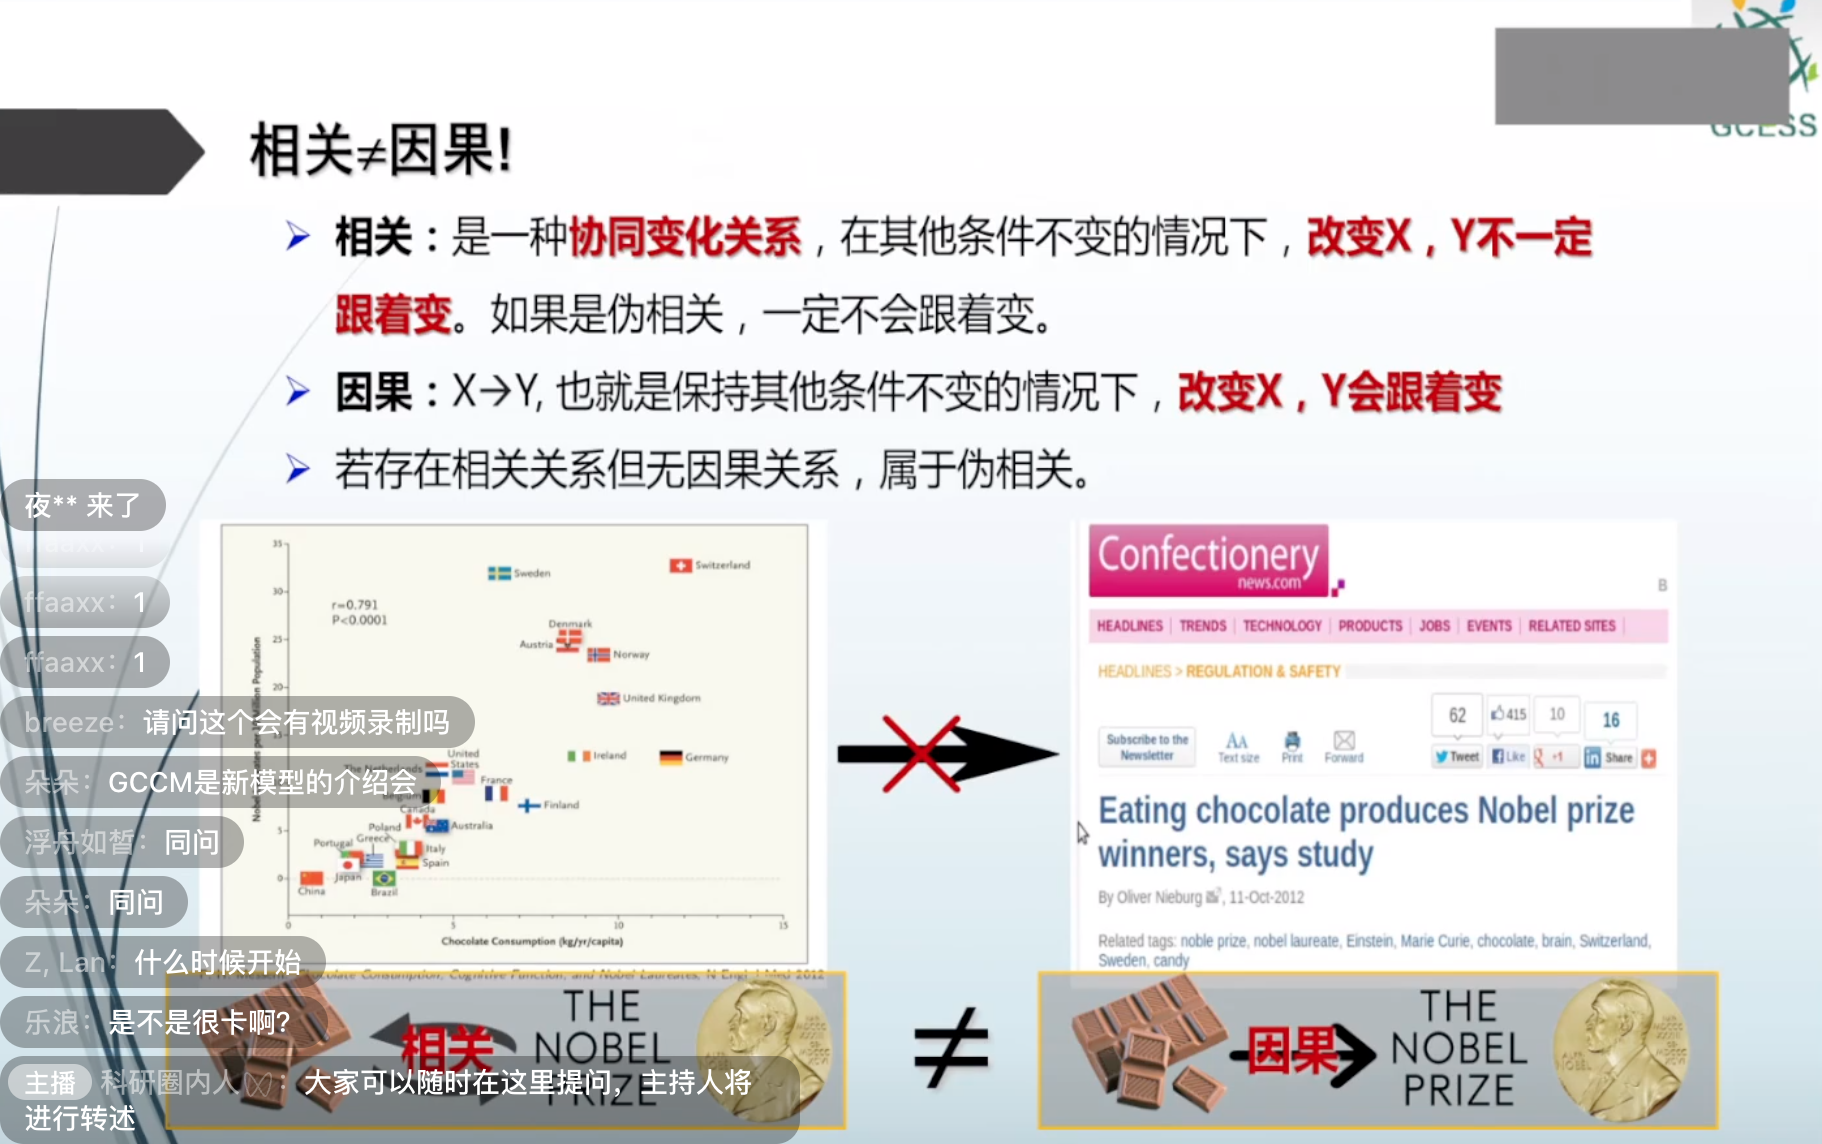 GCESS
相关≠因果!
相关：是一种协同变化关系，在其他条件不变的情况下，改变X，Y不一定
跟着变。如果是伪相关，一定不会跟着变。
因果：X→Y, 也就是保持其他条件不变的情况下，改变X，Y会跟着变
若存在相关关系但无因果关系，属于伪相关。
35
30
25
20
5
0
r=0.791
P<0.0001
Sweden
Switzerland
Denmark
Austria
Norway
United Kingdom
Ireland
Germany
United
States
The Netherlands
France
Belgium
Finland
Canada
Australia
Poland
Greece
Portugal
Italy
Spain
Japan
China
Brazil
0
5
10
15
Chocolate Consumption (kg/yr/capita)
Chocolate Consumption, Cognitive Function, and Nobel Laureates, N Engl J Med 2012
Confectionery
news.com
B
HEADLINES TRENDS TECHNOLOGY PRODUCTS JOBS EVENTS RELATED SITES
HEADLINES > REGULATION & SAFETY
62 415 10 16
Subscribe to the
Newsletter
AA
Text size Print Forward
Tweet Like +1 in Share
Eating chocolate produces Nobel prize
winners, says study
By Oliver Nieburg, 11-Oct-2012
Related tags: noble prize, nobel laureate, Einstein, Marie Curie, chocolate, brain, Switzerland,
Sweden, candy
相关
THE
NOBEL
PRIZE
≠
因果
THE
NOBEL
PRIZE
夜** 来了
ffaaxx：1
ffaaxx：1
ffaaxx：1
breeze：请问这个会有视频录制吗
朵朵：GCCM是新模型的介绍会
浮舟如皙：同问
朵朵：同问
Z, Lan：什么时候开始
乐浪：是不是很卡啊?
主播 科研圈内人：大家可以随时在这里提问，主持人将
进行转述